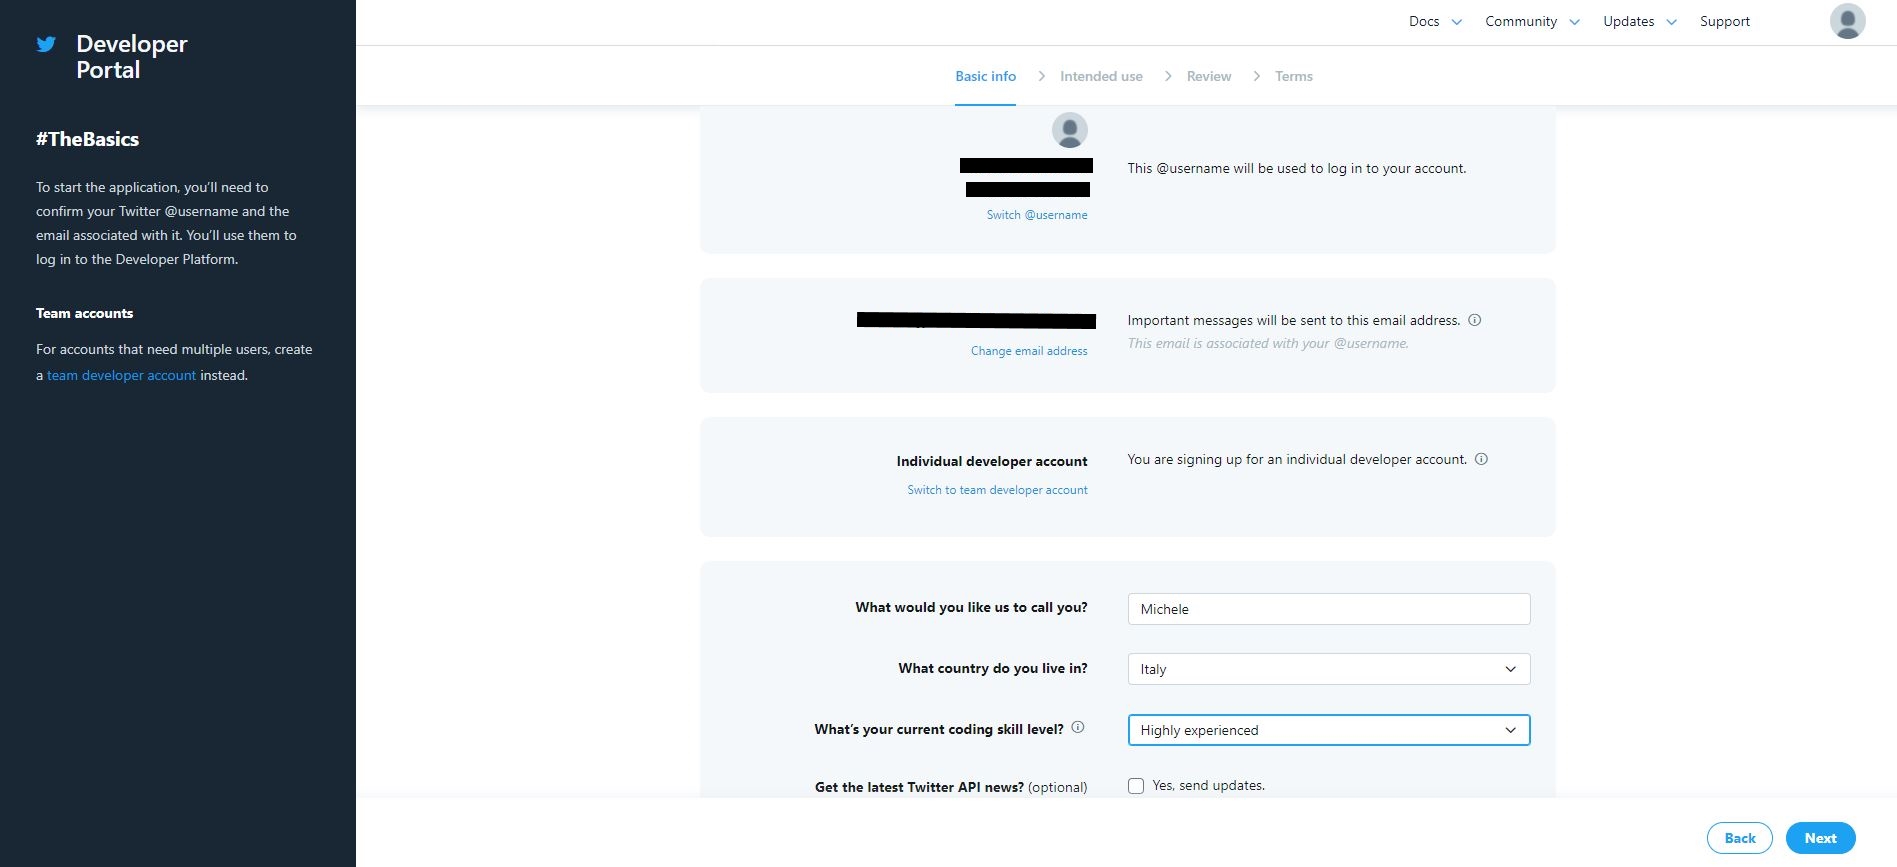 Developer
Portal
#TheBasics
To start the application, you'll need to
confirm your Twitter @username and the
email associated with it. You'll use them to
log in to the Developer Platform.
Team accounts
For accounts that need multiple users, create
a team developer account instead.
Docs
Community
Updates
Support
Basic info
Intended use
Review
Terms
This @username will be used to log in to your account.
Switch @username
Important messages will be sent to this email address.
This email is associated with your @username.
Change email address
Individual developer account
You are signing up for an individual developer account.
Switch to team developer account
What would you like us to call you?
Michele
What country do you live in?
Italy
What's your current coding skill level?
Highly experienced
Get the latest Twitter API news? (optional)
Yes, send updates.
Back
Next